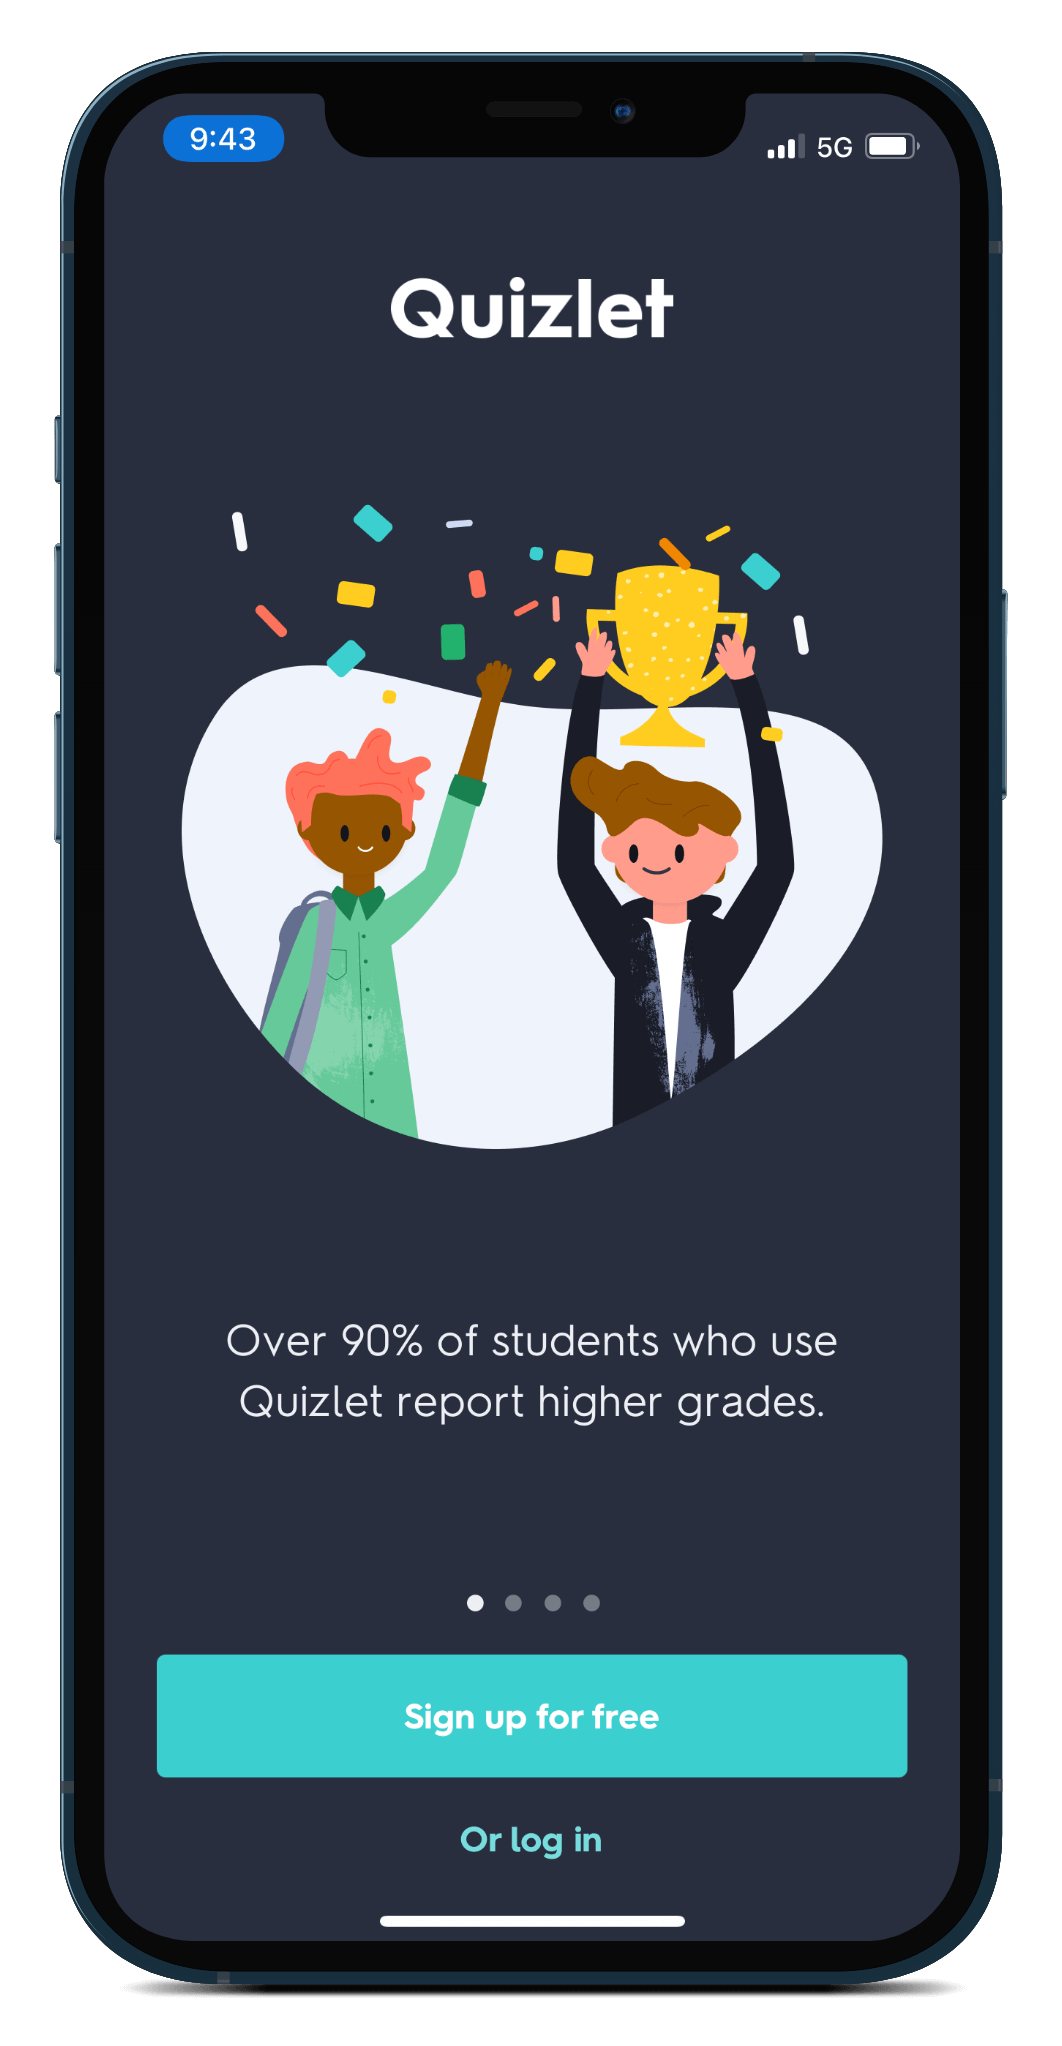 9:43
5G
Quizlet
Over 90% of students who use
Quizlet report higher grades.
Sign up for free
Or log in